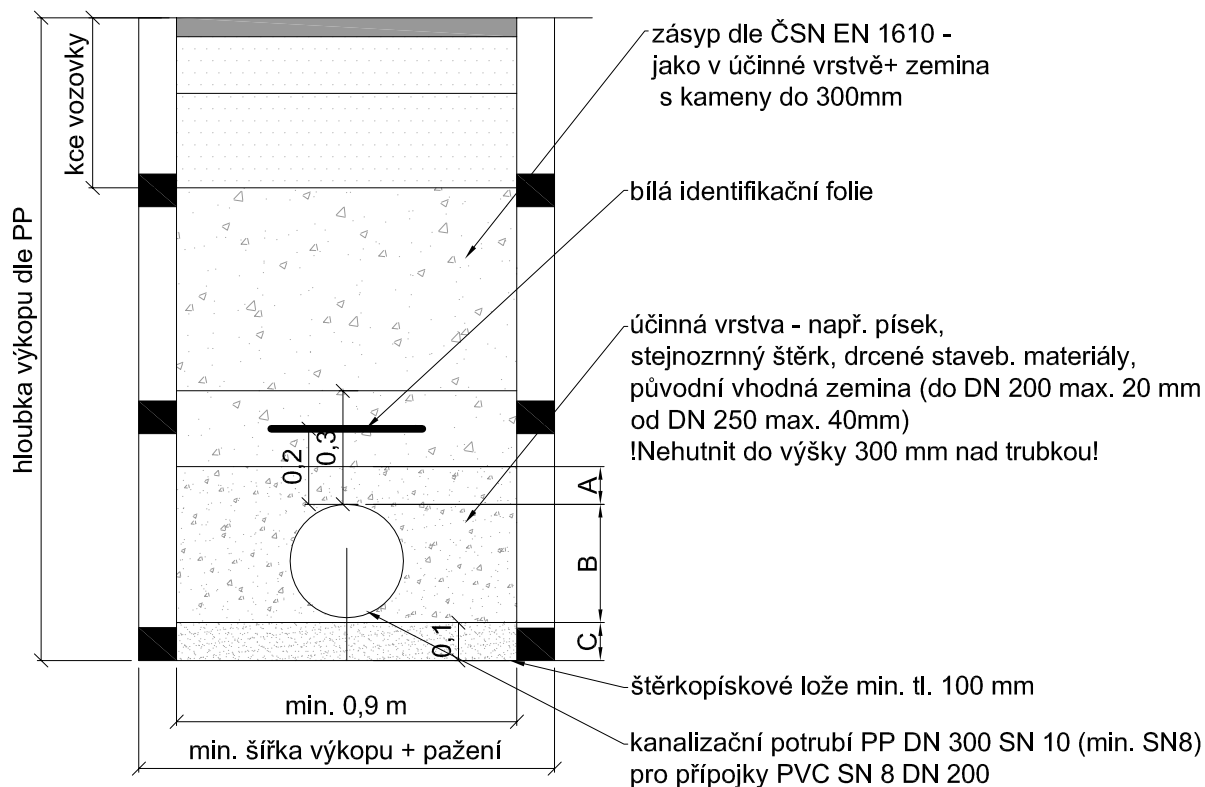 zásyp dle ČSN EN 1610 -
jako v účinné vrstvě+ zemina
s kameny do 300mm
kce vozovky
bílá identifikační folie
hloubka výkopu dle PP
účinná vrstva - např. písek,
stejnozrnný štěrk, drcené staveb. materiály,
původní vhodná zemina (do DN 200 max. 20 mm
od DN 250 max. 40mm)
!Nehutnit do výšky 300 mm nad trubkou!
0,2
0,3
A
B
C
0,1
štěrkopískové lože min. tl. 100 mm
min. 0,9 m
kanalizační potrubí PP DN 300 SN 10 (min. SN8)
pro přípojky PVC SN 8 DN 200
min. šířka výkopu + pažení